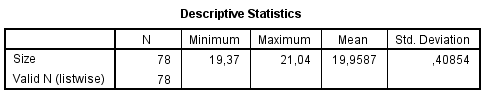 Descriptive Statistics
N Minimum Maximum Mean Std. Deviation
Size 78 19,37 21,04 19,9587 ,40854
Valid N (listwise) 78